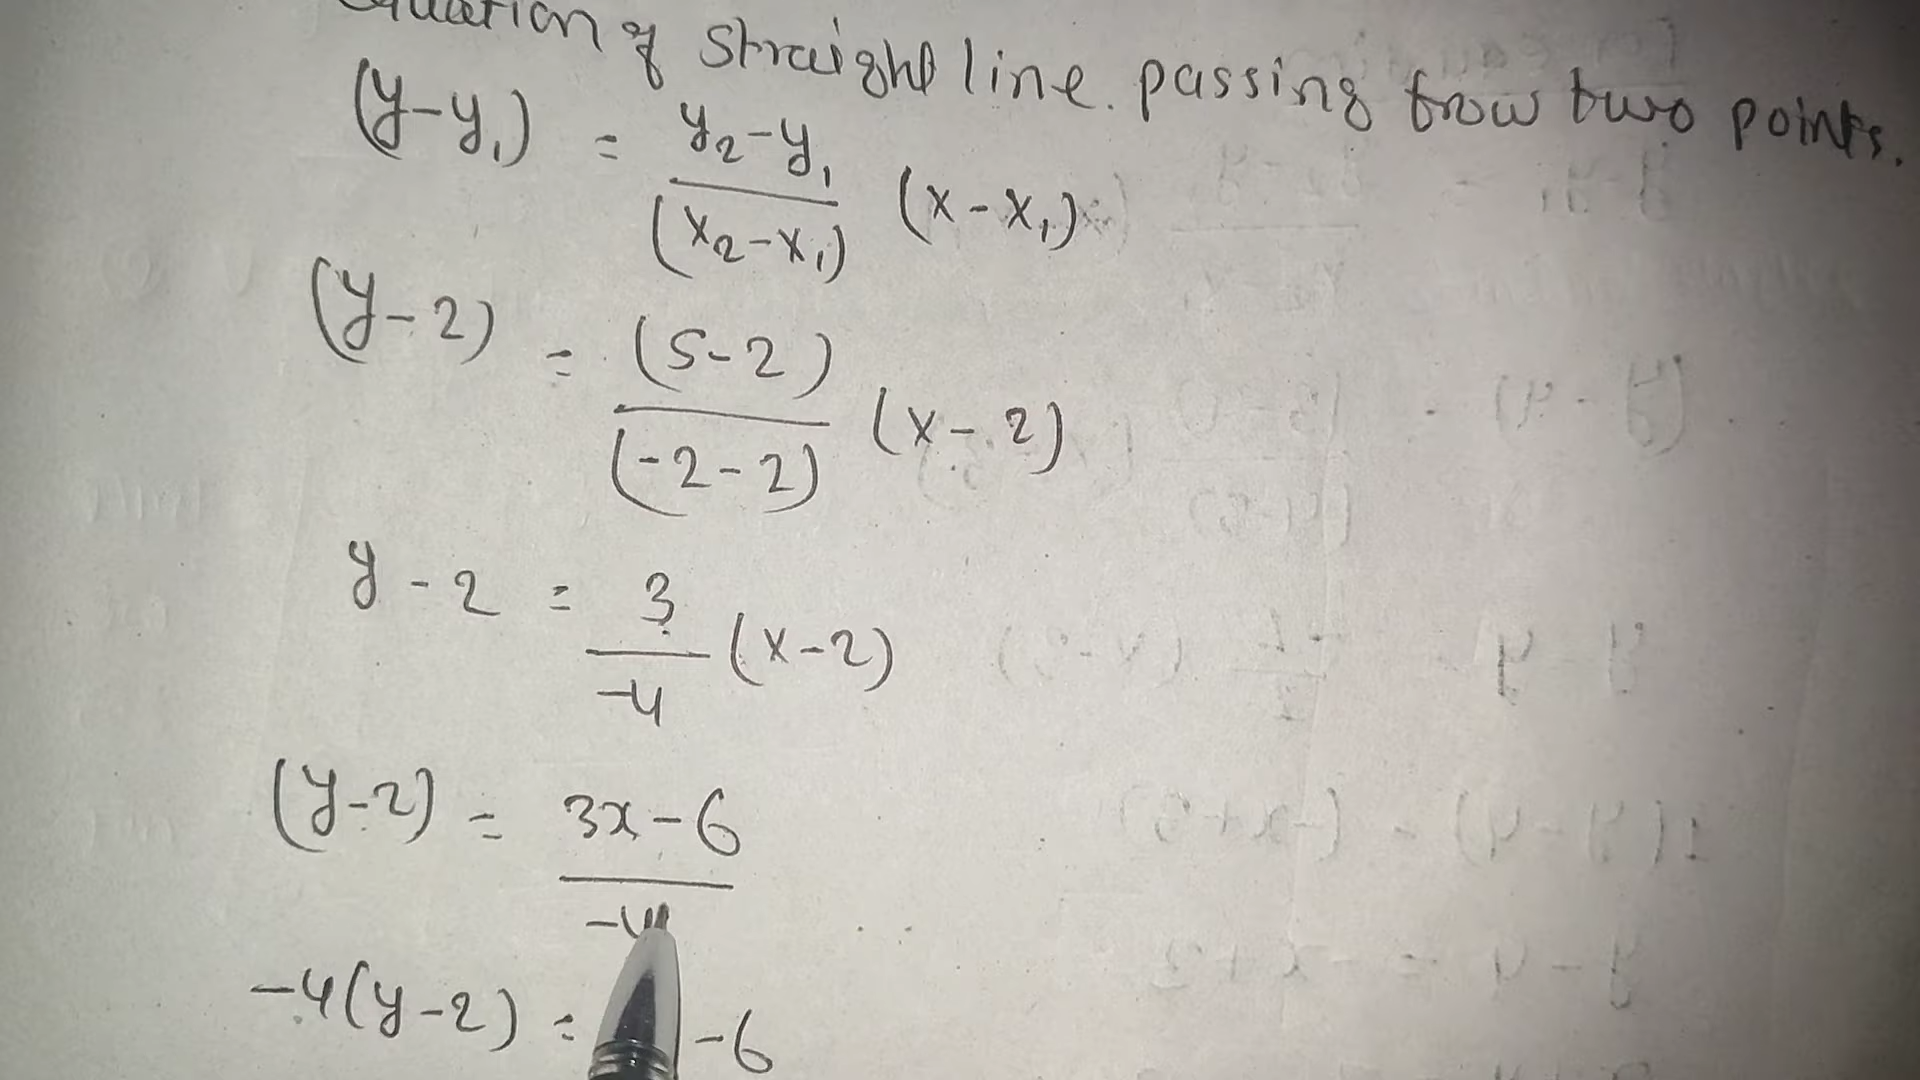 of straight line. passing from two points.
(y-y₁) = y₂-y₁/(x₂-x₁) (x-x₁)
(y-2) = (5-2)/(-2-2) (x-2)
y-2 = 3/-4 (x-2)
(y-2) = 3x-6/-4
-4(y-2) = -6